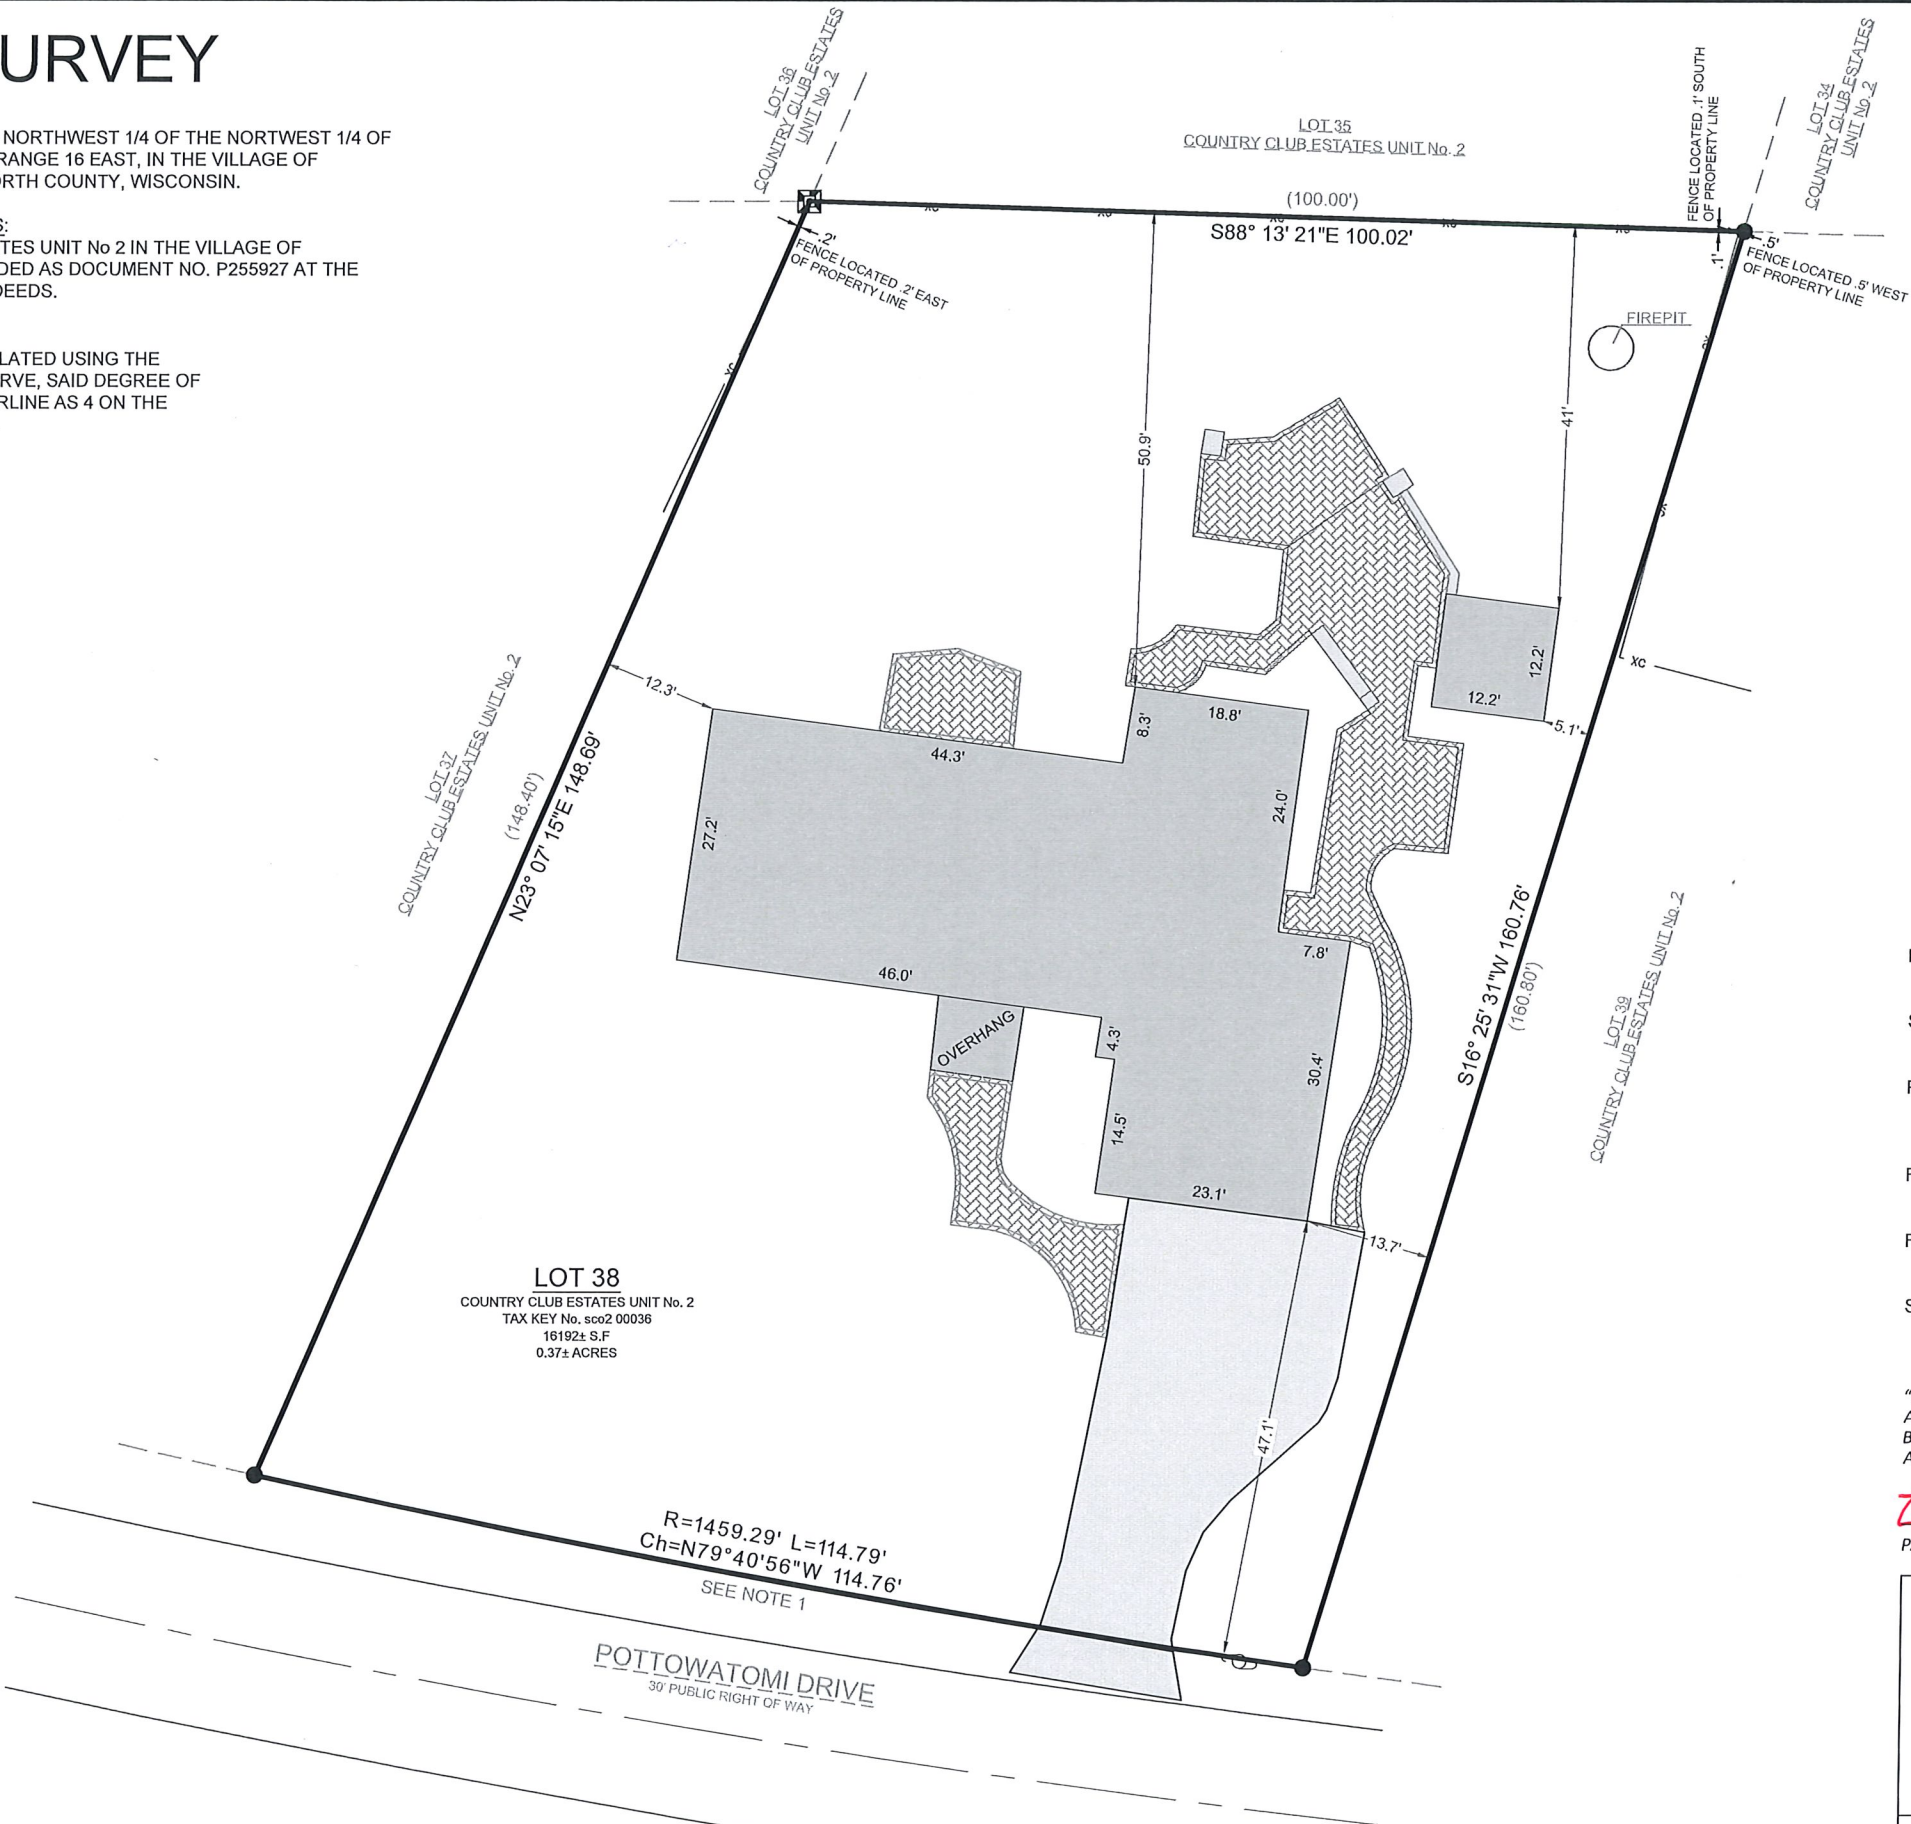 URVEY
NORTHWEST 1/4 OF THE NORTWEST 1/4 OF
RANGE 16 EAST, IN THE VILLAGE OF
RTH COUNTY, WISCONSIN.
S:
TES UNIT No 2 IN THE VILLAGE OF
DED AS DOCUMENT NO. P255927 AT THE
DEEDS.
LATED USING THE
RVE, SAID DEGREE OF
RLINE AS 4 ON THE
LOT 36
COUNTRY CLUB ESTATES
UNIT No. 2
LOT 35
COUNTRY CLUB ESTATES UNIT No. 2
FENCE LOCATED .1' SOUTH
OF PROPERTY LINE
LOT 34
COUNTRY CLUB ESTATES
UNIT No. 2
(100.00')
S88° 13' 21"E 100.02'
.2'
FENCE LOCATED .2' EAST
OF PROPERTY LINE
.1'
.5'
FENCE LOCATED .5' WEST
OF PROPERTY LINE
FIREPIT
XC
50.9'
41'
12.2'
12.2'
5.1'
XC
12.3'
18.8'
8.3'
44.3'
24.0'
27.2'
LOT 37
COUNTRY CLUB ESTATES UNIT No. 2
(148.40')
N23° 07' 15"E 148.69'
46.0'
7.8'
OVERHANG
4.3'
30.4'
14.5'
23.1'
13.7'
S16° 25' 31"W 160.76'
(160.80')
LOT 39
COUNTRY CLUB ESTATES UNIT No. 2
LOT 38
COUNTRY CLUB ESTATES UNIT No. 2
TAX KEY No. sco2 00036
16192± S.F
0.37± ACRES
47.1'
R=1459.29' L=114.79'
Ch=N79°40'56"W 114.76'
SEE NOTE 1
POTTOWATOMI DRIVE
30' PUBLIC RIGHT OF WAY